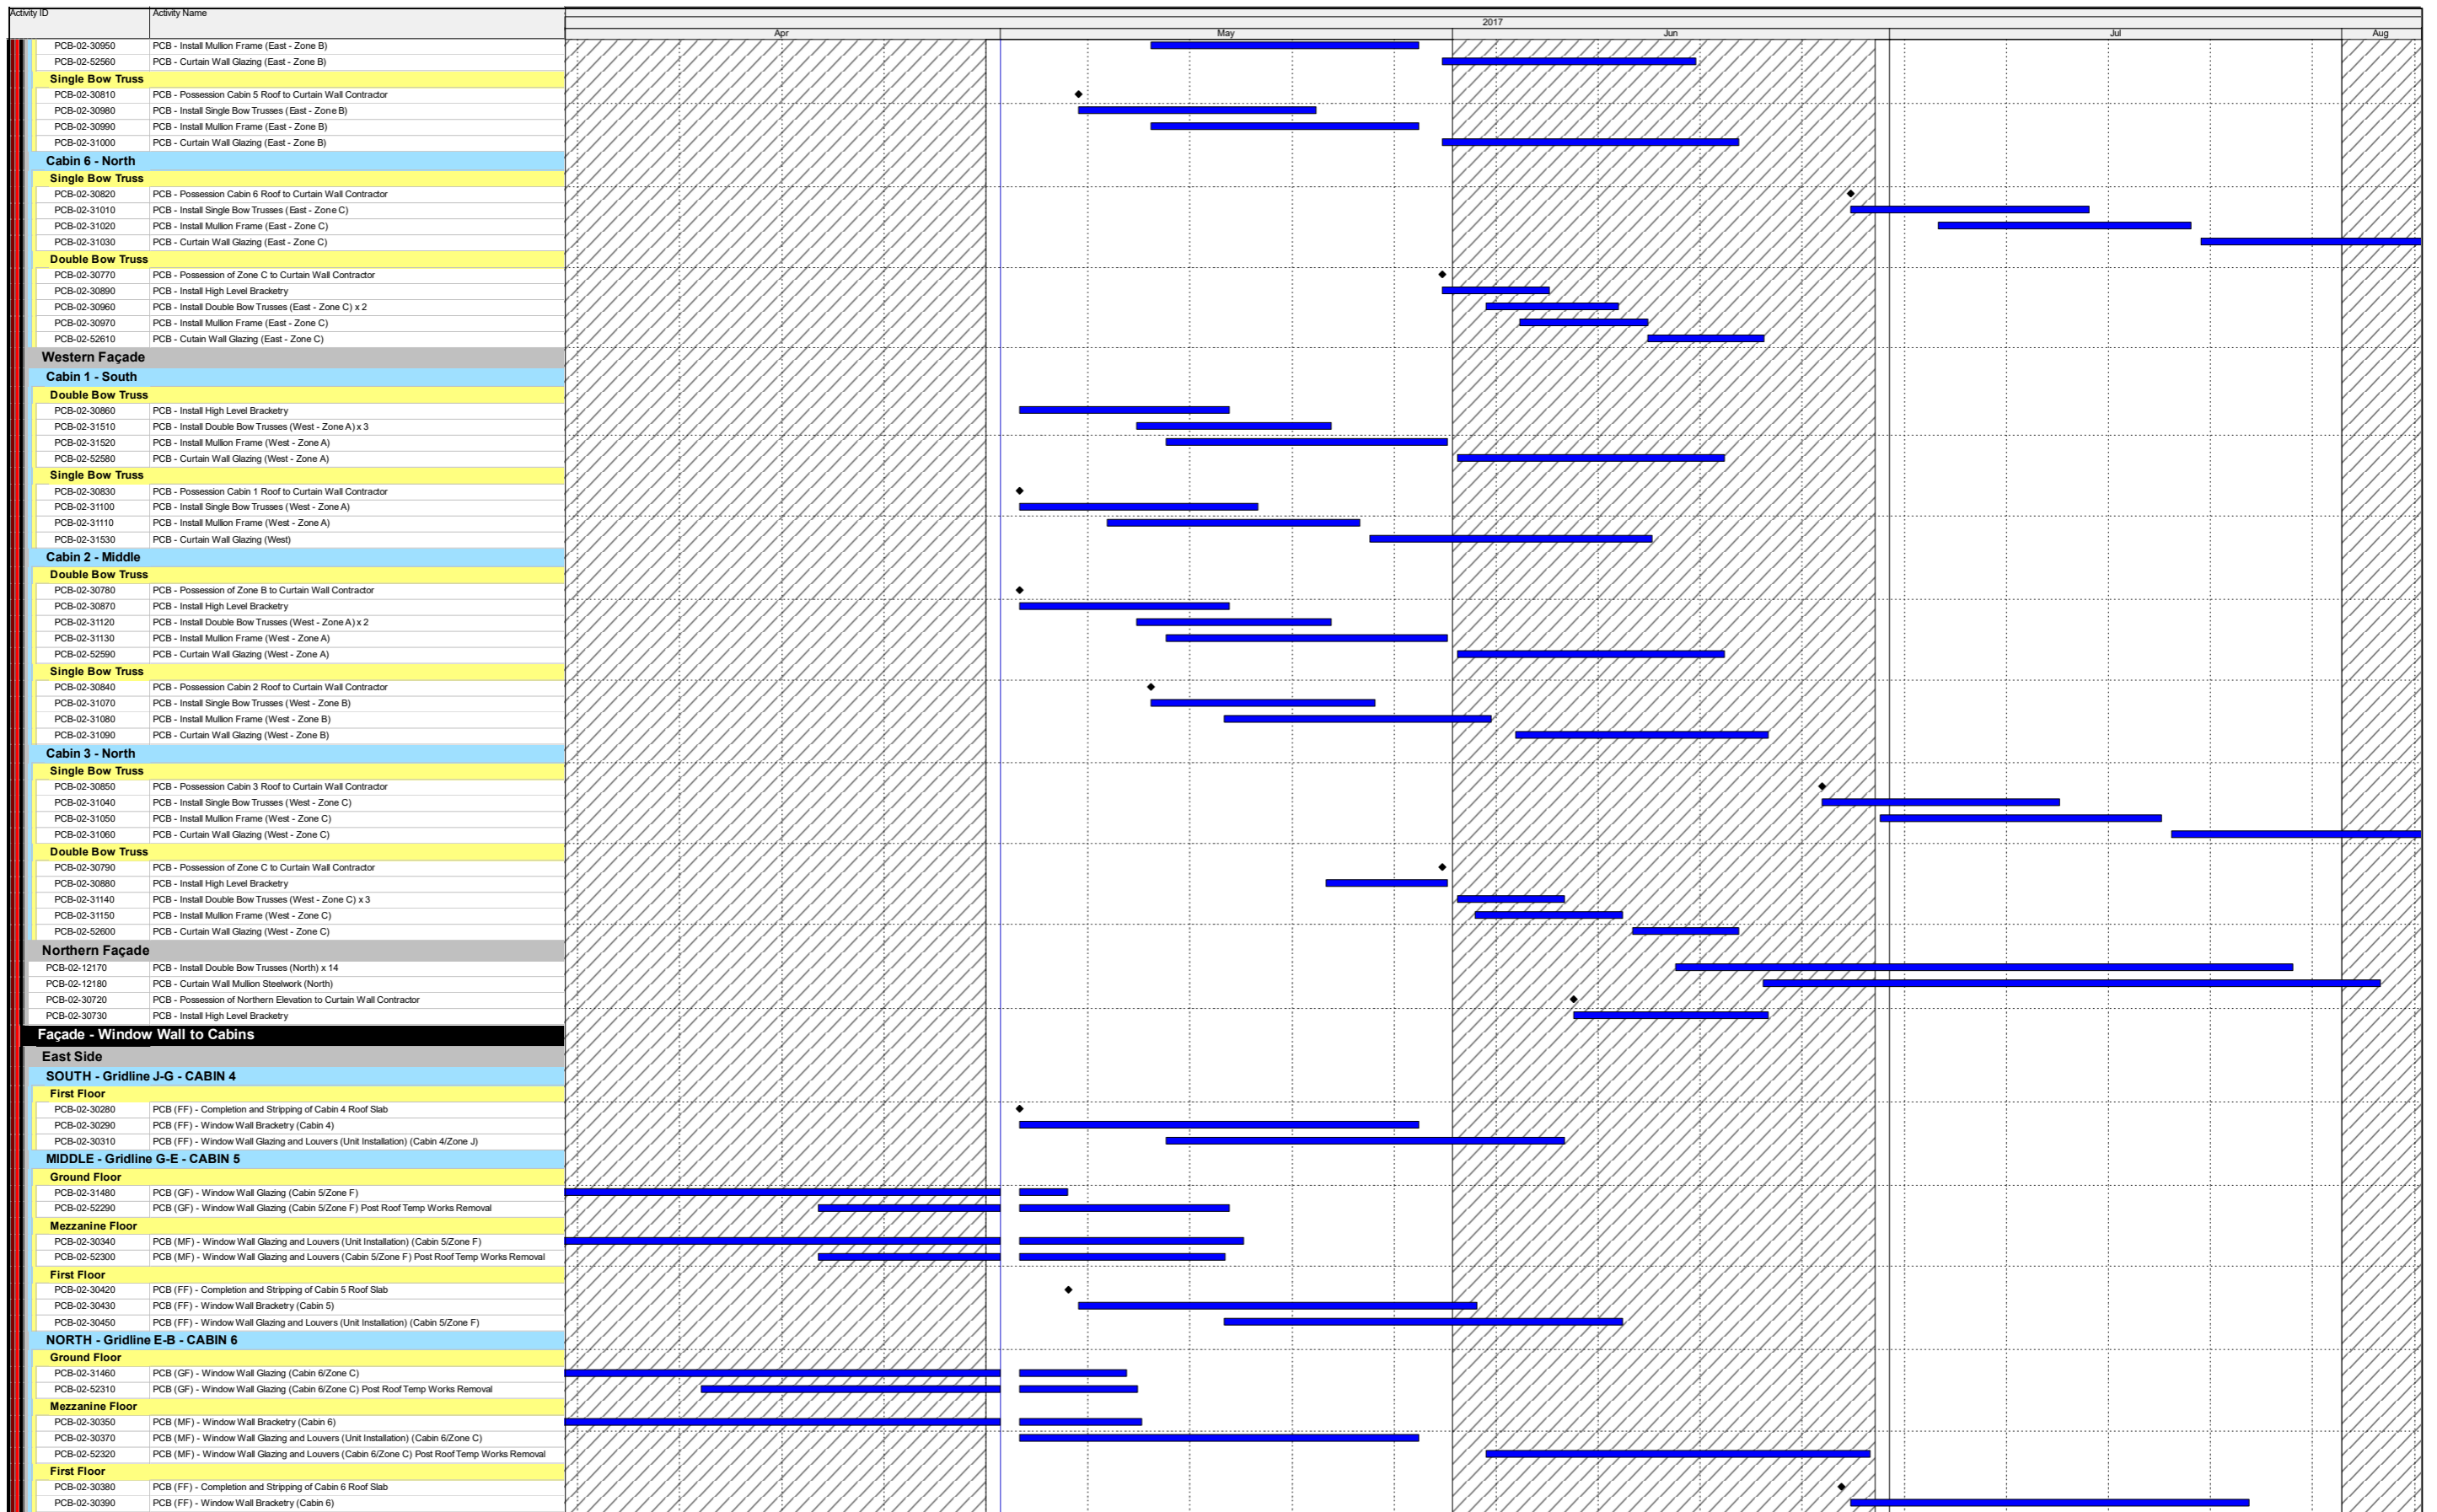 Activity ID Activity Name
2017
Apr May Jun Jul Aug
PCB-02-30950 PCB - Install Mullion Frame (East - Zone B)
PCB-02-52560 PCB - Curtain Wall Glazing (East - Zone B)
Single Bow Truss
PCB-02-30810 PCB - Possession Cabin 5 Roof to Curtain Wall Contractor
PCB-02-30980 PCB - Install Single Bow Trusses (East - Zone B)
PCB-02-30990 PCB - Install Mullion Frame (East - Zone B)
PCB-02-31000 PCB - Curtain Wall Glazing (East - Zone B)
Cabin 6 - North
Single Bow Truss
PCB-02-30820 PCB - Possession Cabin 6 Roof to Curtain Wall Contractor
PCB-02-31010 PCB - Install Single Bow Trusses (East - Zone C)
PCB-02-31020 PCB - Install Mullion Frame (East - Zone C)
PCB-02-31030 PCB - Curtain Wall Glazing (East - Zone C)
Double Bow Truss
PCB-02-30770 PCB - Possession of Zone C to Curtain Wall Contractor
PCB-02-30890 PCB - Install High Level Bracketry
PCB-02-30960 PCB - Install Double Bow Trusses (East - Zone C) x 2
PCB-02-30970 PCB - Install Mullion Frame (East - Zone C)
PCB-02-52610 PCB - Cutain Wall Glazing (East - Zone C)
Western Façade
Cabin 1 - South
Double Bow Truss
PCB-02-30860 PCB - Install High Level Bracketry
PCB-02-31510 PCB - Install Double Bow Trusses (West - Zone A) x 3
PCB-02-31520 PCB - Install Mullion Frame (West - Zone A)
PCB-02-52580 PCB - Curtain Wall Glazing (West - Zone A)
Single Bow Truss
PCB-02-30830 PCB - Possession Cabin 1 Roof to Curtain Wall Contractor
PCB-02-31100 PCB - Install Single Bow Trusses (West - Zone A)
PCB-02-31110 PCB - Install Mullion Frame (West - Zone A)
PCB-02-31530 PCB - Curtain Wall Glazing (West)
Cabin 2 - Middle
Double Bow Truss
PCB-02-30780 PCB - Possession of Zone B to Curtain Wall Contractor
PCB-02-30870 PCB - Install High Level Bracketry
PCB-02-31120 PCB - Install Double Bow Trusses (West - Zone A) x 2
PCB-02-31130 PCB - Install Mullion Frame (West - Zone A)
PCB-02-52590 PCB - Curtain Wall Glazing (West - Zone A)
Single Bow Truss
PCB-02-30840 PCB - Possession Cabin 2 Roof to Curtain Wall Contractor
PCB-02-31070 PCB - Install Single Bow Trusses (West - Zone B)
PCB-02-31080 PCB - Install Mullion Frame (West - Zone B)
PCB-02-31090 PCB - Curtain Wall Glazing (West - Zone B)
Cabin 3 - North
Single Bow Truss
PCB-02-30850 PCB - Possession Cabin 3 Roof to Curtain Wall Contractor
PCB-02-31040 PCB - Install Single Bow Trusses (West - Zone C)
PCB-02-31050 PCB - Install Mullion Frame (West - Zone C)
PCB-02-31060 PCB - Curtain Wall Glazing (West - Zone C)
Double Bow Truss
PCB-02-30790 PCB - Possession of Zone C to Curtain Wall Contractor
PCB-02-30880 PCB - Install High Level Bracketry
PCB-02-31140 PCB - Install Double Bow Trusses (West - Zone C) x 3
PCB-02-31150 PCB - Install Mullion Frame (West - Zone C)
PCB-02-52600 PCB - Curtain Wall Glazing (West - Zone C)
Northern Façade
PCB-02-12170 PCB - Install Double Bow Trusses (North) x 14
PCB-02-12180 PCB - Curtain Wall Mullion Steelwork (North)
PCB-02-30720 PCB - Possession of Northern Elevation to Curtain Wall Contractor
PCB-02-30730 PCB - Install High Level Bracketry
Façade - Window Wall to Cabins
East Side
SOUTH - Gridline J-G - CABIN 4
First Floor
PCB-02-30280 PCB (FF) - Completion and Stripping of Cabin 4 Roof Slab
PCB-02-30290 PCB (FF) - Window Wall Bracketry (Cabin 4)
PCB-02-30310 PCB (FF) - Window Wall Glazing and Louvers (Unit Installation) (Cabin 4/Zone J)
MIDDLE - Gridline G-E - CABIN 5
Ground Floor
PCB-02-31480 PCB (GF) - Window Wall Glazing (Cabin 5/Zone F)
PCB-02-52290 PCB (GF) - Window Wall Glazing (Cabin 5/Zone F) Post Roof Temp Works Removal
Mezzanine Floor
PCB-02-30340 PCB (MF) - Window Wall Glazing and Louvers (Unit Installation) (Cabin 5/Zone F)
PCB-02-52300 PCB (MF) - Window Wall Glazing and Louvers (Cabin 5/Zone F) Post Roof Temp Works Removal
First Floor
PCB-02-30420 PCB (FF) - Completion and Stripping of Cabin 5 Roof Slab
PCB-02-30430 PCB (FF) - Window Wall Bracketry (Cabin 5)
PCB-02-30450 PCB (FF) - Window Wall Glazing and Louvers (Unit Installation) (Cabin 5/Zone F)
NORTH - Gridline E-B - CABIN 6
Ground Floor
PCB-02-31460 PCB (GF) - Window Wall Glazing (Cabin 6/Zone C)
PCB-02-52310 PCB (GF) - Window Wall Glazing (Cabin 6/Zone C) Post Roof Temp Works Removal
Mezzanine Floor
PCB-02-30350 PCB (MF) - Window Wall Bracketry (Cabin 6)
PCB-02-30370 PCB (MF) - Window Wall Glazing and Louvers (Unit Installation) (Cabin 6/Zone C)
PCB-02-52320 PCB (MF) - Window Wall Glazing and Louvers (Cabin 6/Zone C) Post Roof Temp Works Removal
First Floor
PCB-02-30380 PCB (FF) - Completion and Stripping of Cabin 6 Roof Slab
PCB-02-30390 PCB (FF) - Window Wall Bracketry (Cabin 6)